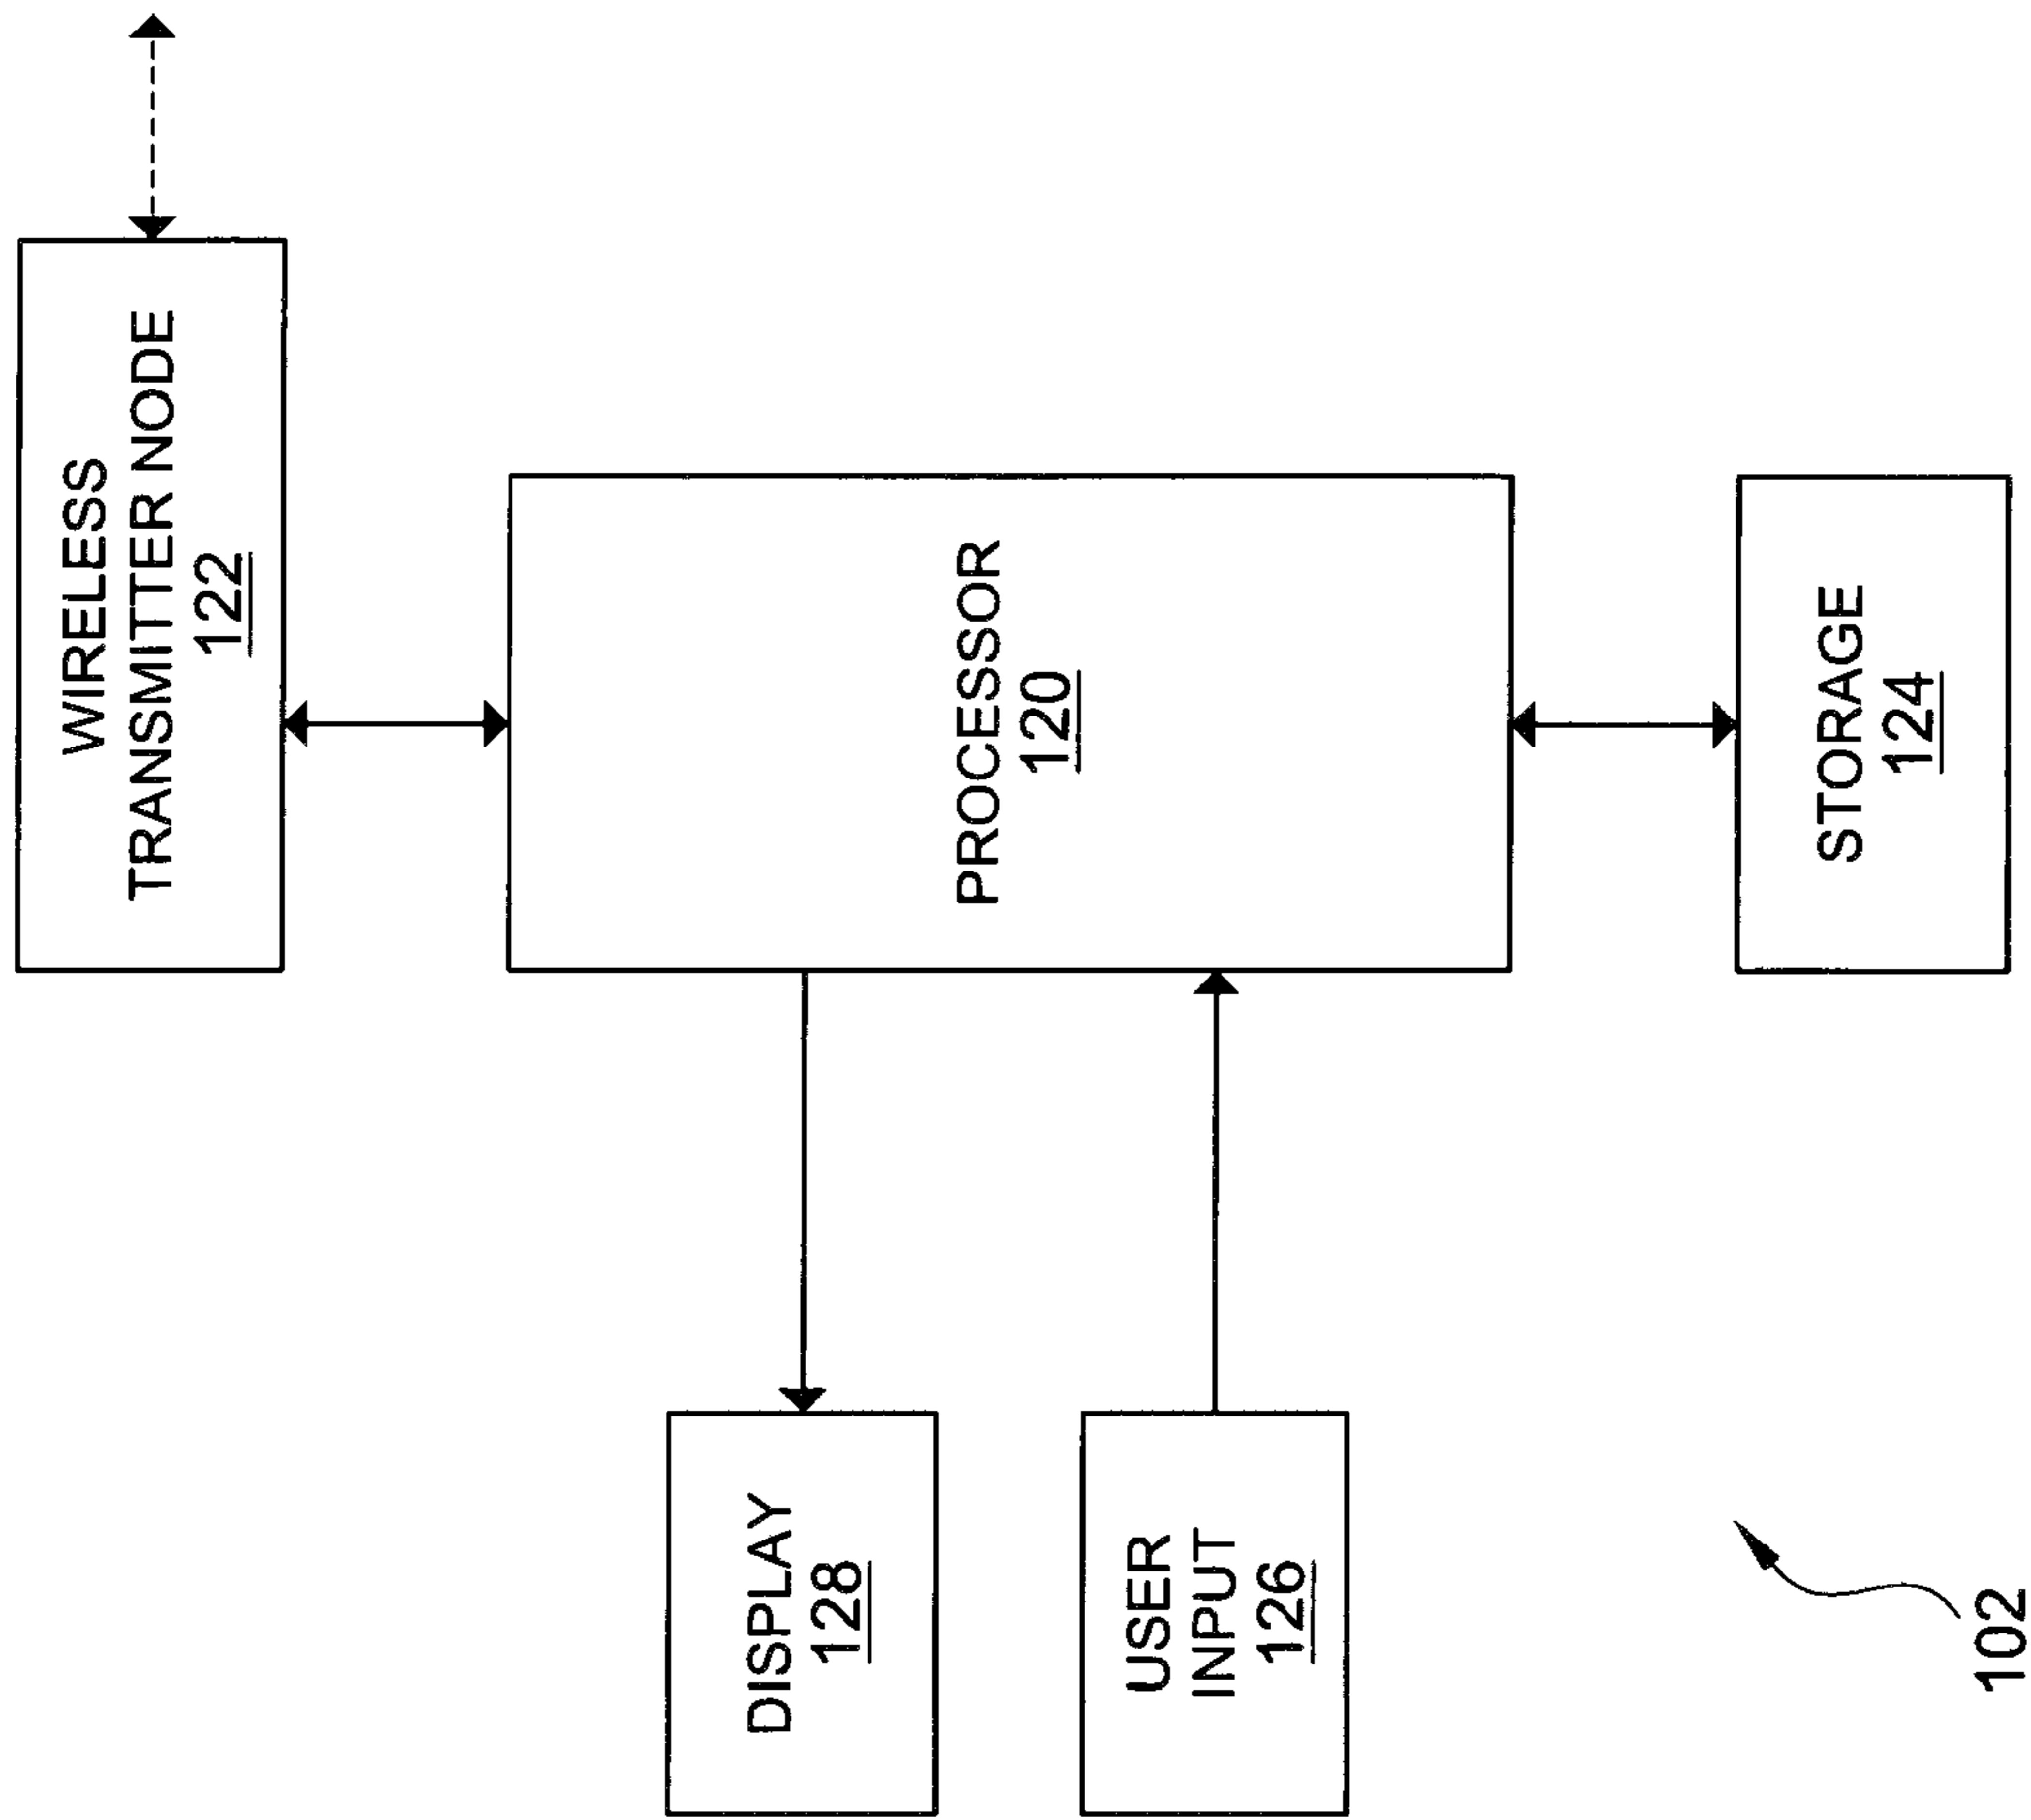 WIRELESS
TRANSMITTER NODE
122
PROCESSOR
120
STORAGE
124
DISPLAY
128
USER
INPUT
126
102